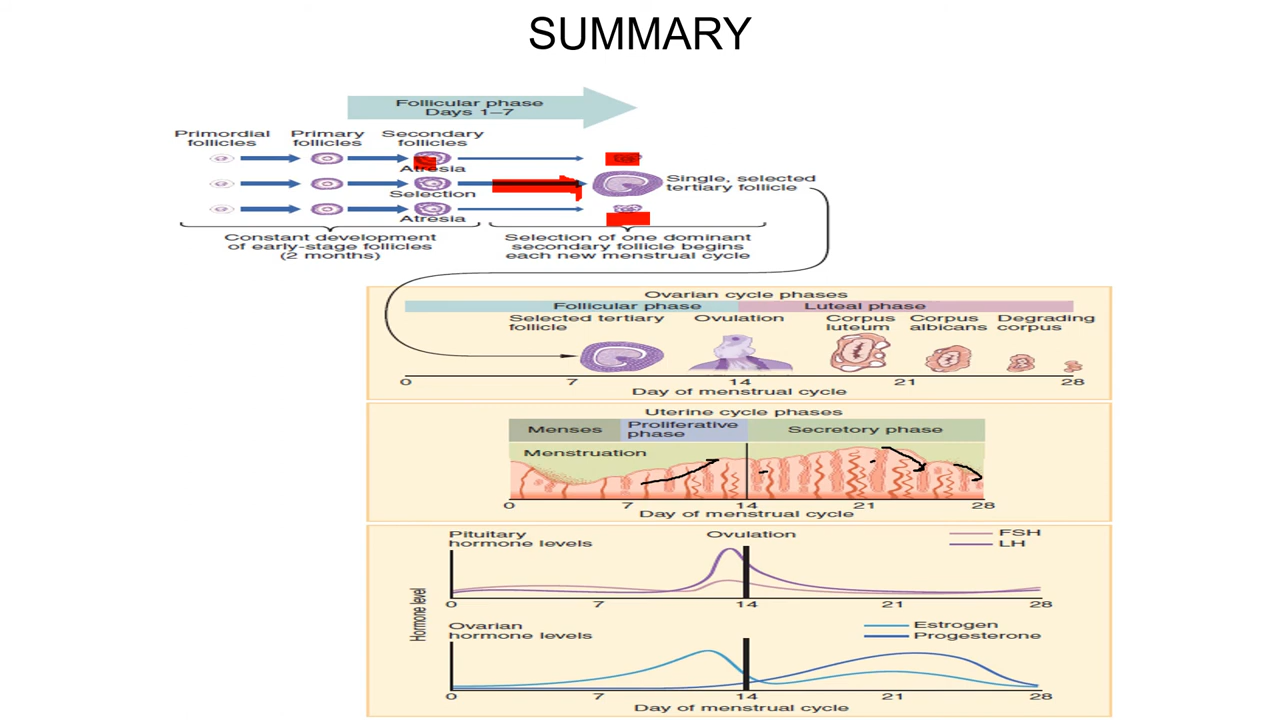 SUMMARY
Follicular phase
Days 1–7
Primordial
follicles
Primary
follicles
Secondary
follicles
Atresia
Selection
Atresia
Single, selected
tertiary follicle
Constant development
of early-stage follicles
(2 months)
Selection of one dominant
secondary follicle begins
each new menstrual cycle
Ovarian cycle phases
Follicular phase
Luteal phase
Selected tertiary
follicle
Ovulation
Corpus
luteum
Corpus
albicans
Degrading
corpus
0 7 14 21 28
Day of menstrual cycle
Uterine cycle phases
Menses
Proliferative
phase
Secretory phase
Menstruation
0 7 14 21 28
Day of menstrual cycle
Pituitary
hormone levels
Ovulation
FSH
LH
Hormone level
0 7 14 21 28
Ovarian
hormone levels
Estrogen
Progesterone
0 7 14 21 28
Day of menstrual cycle